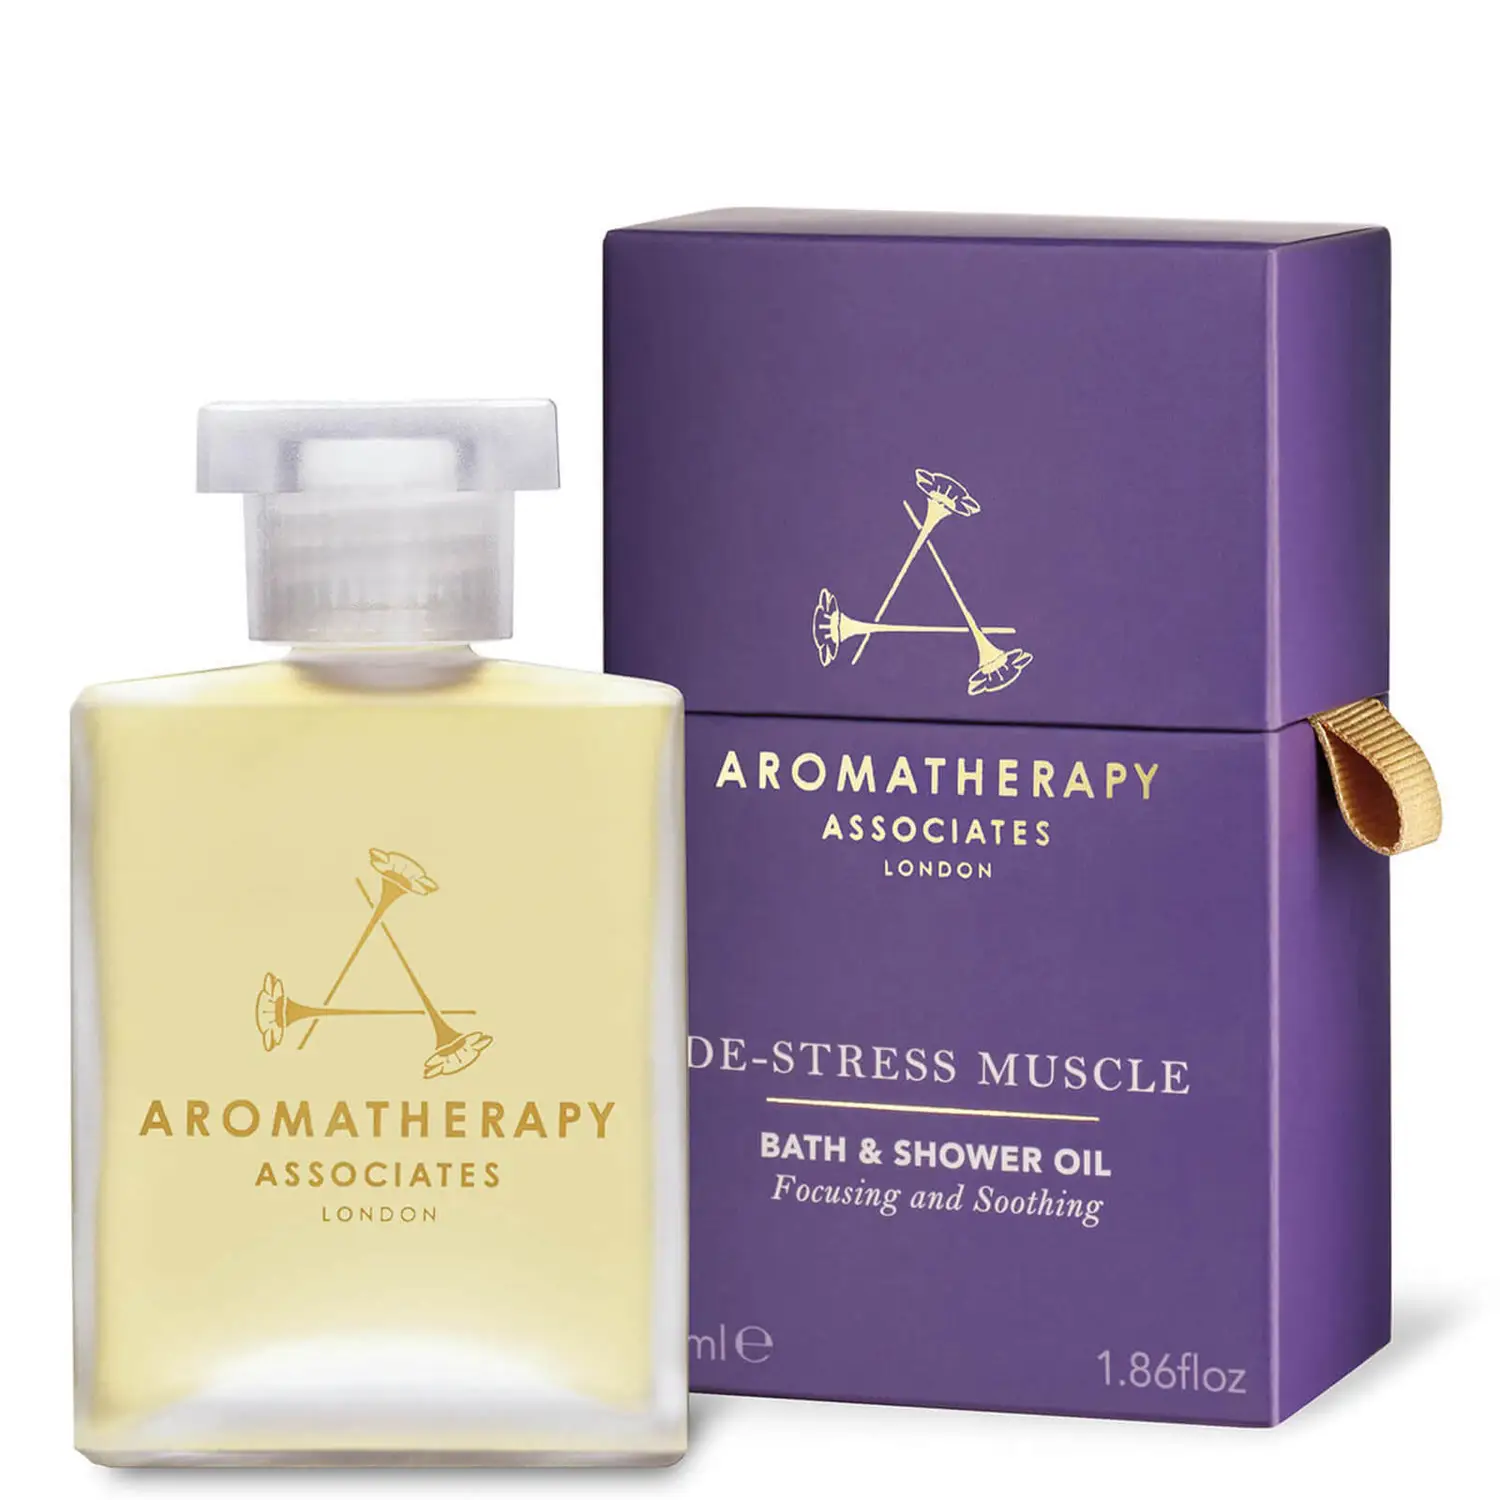 AROMATHERAPY
ASSOCIATES
LONDON
DE-STRESS MUSCLE
BATH & SHOWER OIL
Focusing and Soothing
ml e
1.86floz
AROMATHERAPY
ASSOCIATES
LONDON